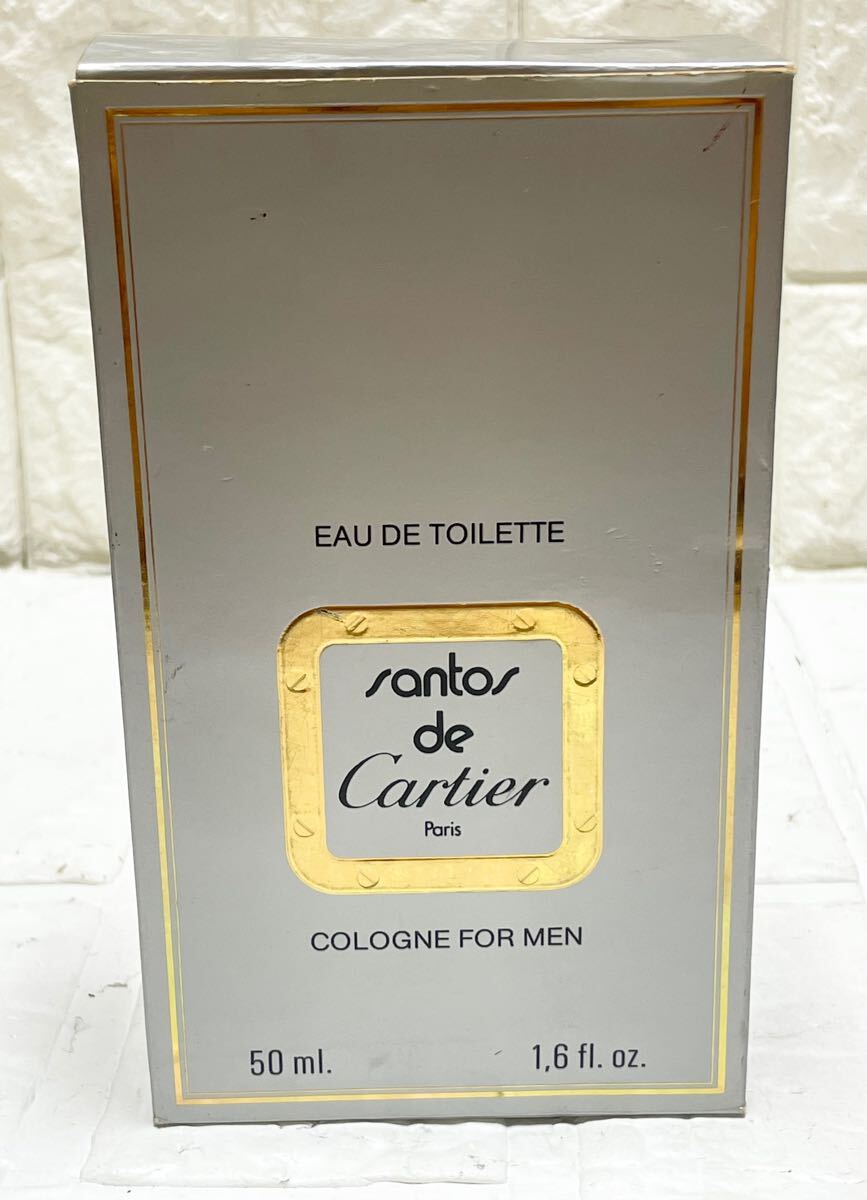 EAU DE TOILETTE
santos
de
Cartier
Paris
COLOGNE FOR MEN
50 ml. 1,6 fl. oz.